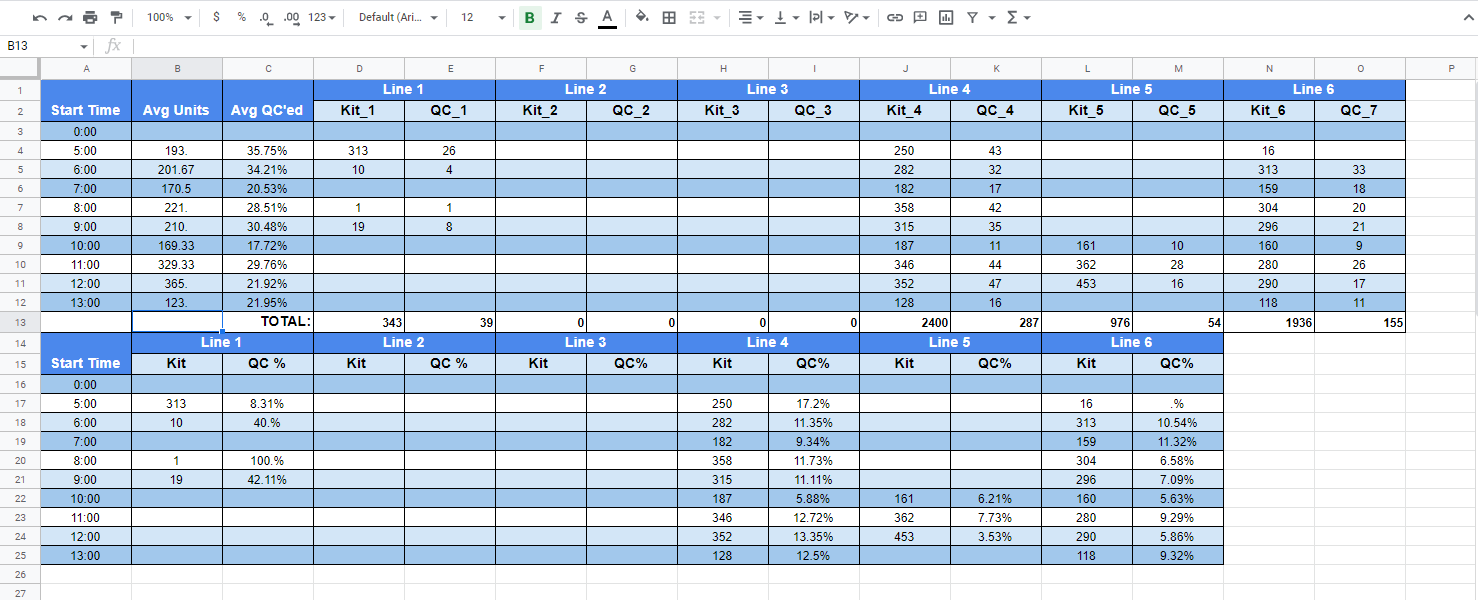 100% $ % .0 .00 123 Default (Ari... 12 B I S A
B13 fx
A B C D E F G H I J K L M N O P
1 Line 1 Line 2 Line 3 Line 4 Line 5 Line 6
2 Start Time Avg Units Avg QC'ed Kit_1 QC_1 Kit_2 QC_2 Kit_3 QC_3 Kit_4 QC_4 Kit_5 QC_5 Kit_6 QC_7
3 0:00
4 5:00 193. 35.75% 313 26 250 43 16
5 6:00 201.67 34.21% 10 4 282 32 313 33
6 7:00 170.5 20.53% 182 17 159 18
7 8:00 221. 28.51% 1 1 358 42 304 20
8 9:00 210. 30.48% 19 8 315 35 296 21
9 10:00 169.33 17.72% 187 11 161 10 160 9
10 11:00 329.33 29.76% 346 44 362 28 280 26
11 12:00 365. 21.92% 352 47 453 16 290 17
12 13:00 123. 21.95% 128 16 118 11
13 TOTAL: 343 39 0 0 0 0 2400 287 976 54 1936 155
14 Line 1 Line 2 Line 3 Line 4 Line 5 Line 6
15 Start Time Kit QC % Kit QC % Kit QC% Kit QC% Kit QC% Kit QC%
16 0:00
17 5:00 313 8.31% 250 17.2% 16 .%
18 6:00 10 40.% 282 11.35% 313 10.54%
19 7:00 182 9.34% 159 11.32%
20 8:00 1 100.% 358 11.73% 304 6.58%
21 9:00 19 42.11% 315 11.11% 296 7.09%
22 10:00 187 5.88% 161 6.21% 160 5.63%
23 11:00 346 12.72% 362 7.73% 280 9.29%
24 12:00 352 13.35% 453 3.53% 290 5.86%
25 13:00 128 12.5% 118 9.32%
26
27